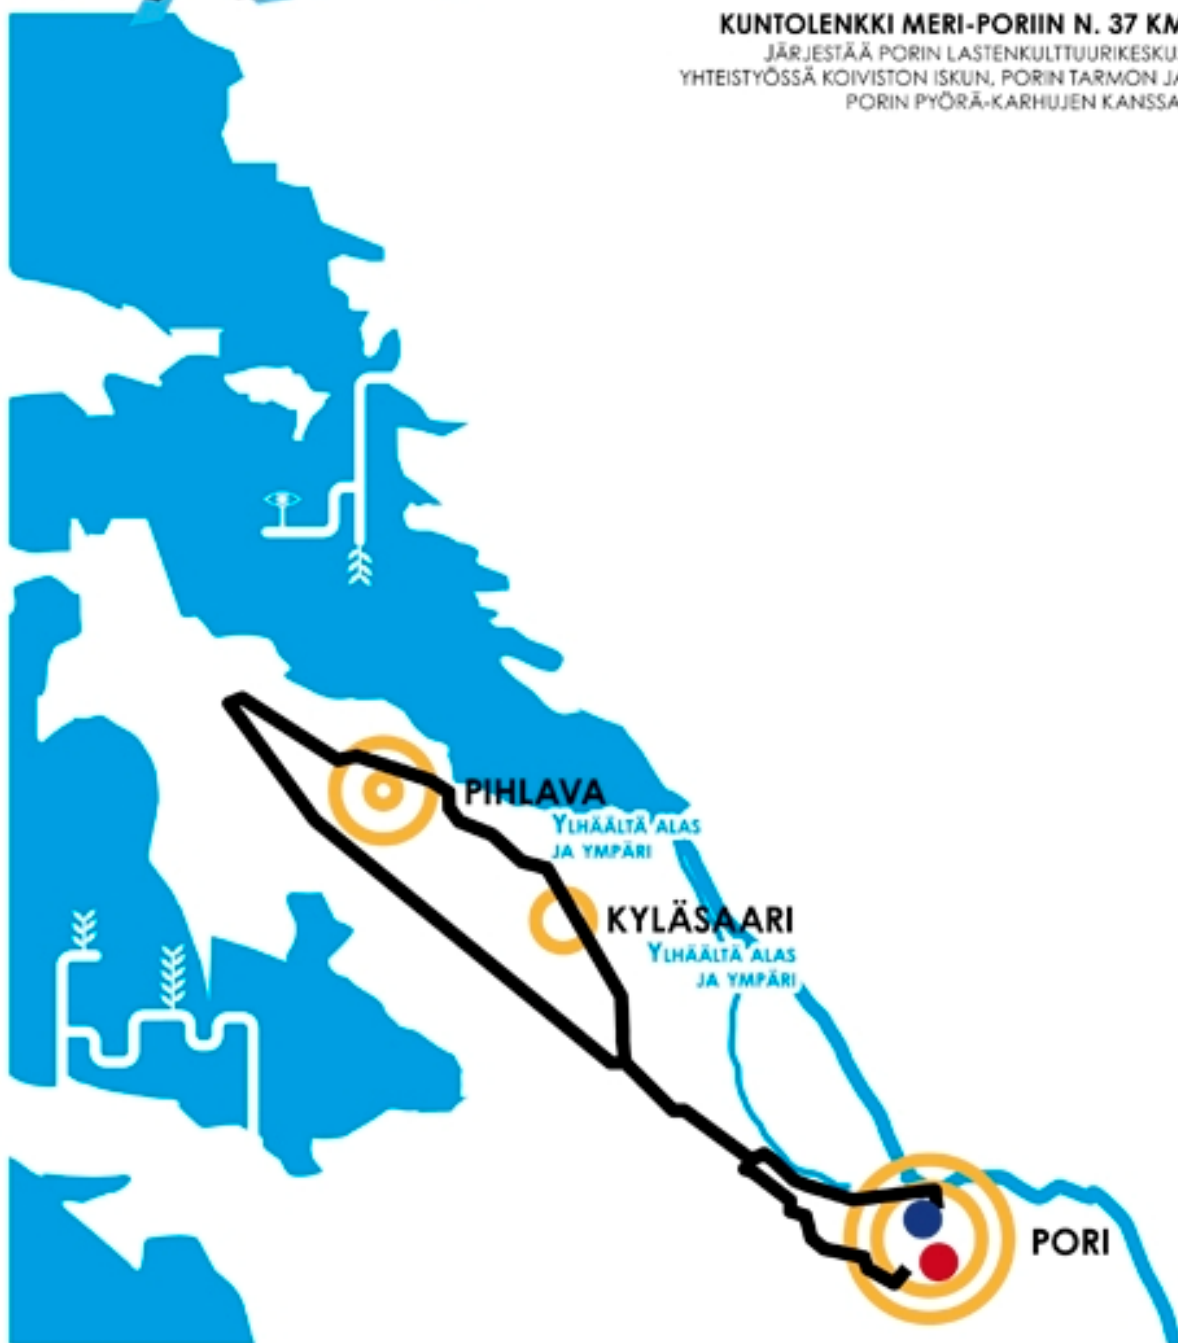 KUNTOLENKKI MERI-PORIIN N. 37 KM
JÄRJESTÄÄ PORIN LASTENKULTTUURIKESKU
YHTEISTYÖSSÄ KOIVISTON ISKUN, PORIN TARMON JA
PORIN PYÖRÄ-KARHUJEN KANSSA
PIHLAVA
YLHÄÄLTÄ ALAS
JA YMPÄRI
KYLÄSAARI
YLHÄÄLTÄ ALAS
JA YMPÄRI
PORI